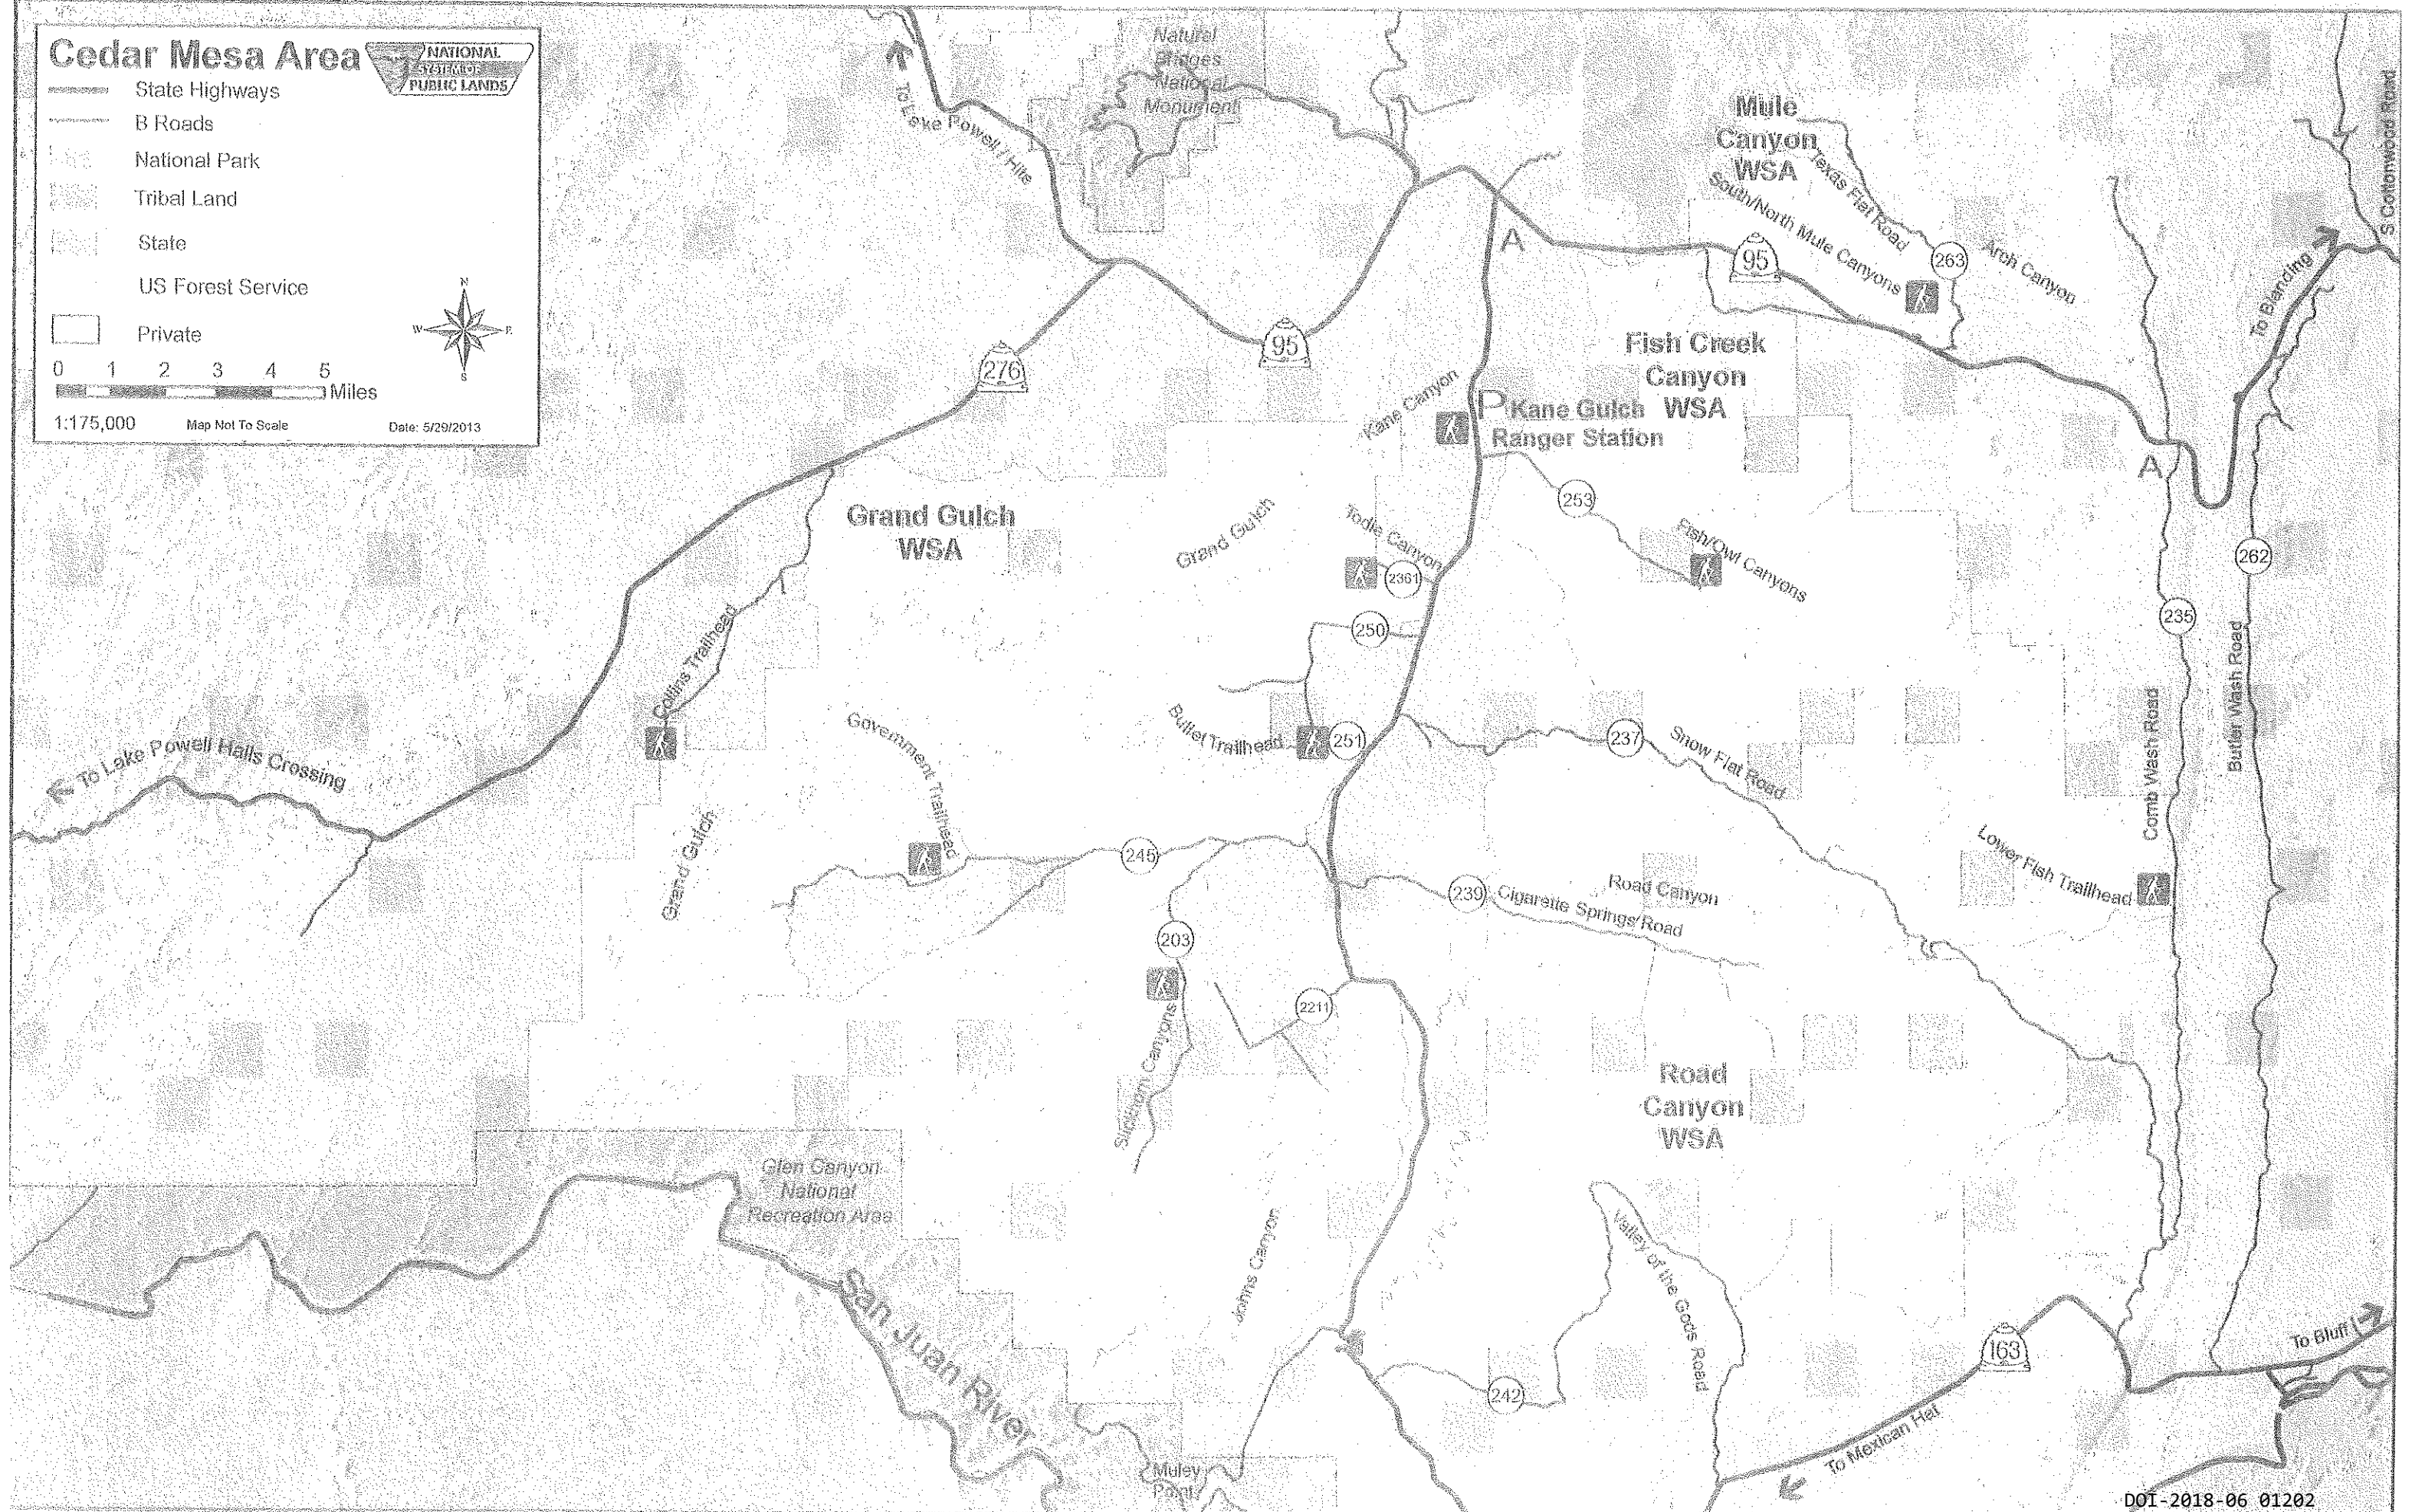 Cedar Mesa Area
NATIONAL
SYSTEM OF
PUBLIC LANDS
State Highways
B Roads
National Park
Tribal Land
State
US Forest Service
Private
N
W
E
S
0 1 2 3 4 5
Miles
1:175,000
Map Not To Scale
Date: 5/29/2013
To Lake Powell / Hite
Natural
Bridges
National
Monument
Mule
Canyon
WSA
Texas Flat Road
South/North Mule Canyons
263
Arch Canyon
95
A
S Cottonwood Road
To Blanding
95
276
Fish Creek
Canyon
WSA
Kane Canyon
P
Kane Gulch
Ranger Station
A
Grand Gulch
WSA
Grand Gulch
Todie Canyon
2361
253
Fish/Owl Canyons
262
235
250
Collins Trailhead
Government Trailhead
Bullet Trailhead
251
237
Snow Flat Road
Comb Wash Road
Butler Wash Road
To Lake Powell Halls Crossing
Grand Gulch
245
239
Cigarette Springs Road
Road Canyon
Lower Fish Trailhead
203
2211
Slickhorn Canyons
Road
Canyon
WSA
Glen Canyon
National
Recreation Area
San Juan River
Johns Canyon
Valley of the Gods Road
242
163
To Bluff
To Mexican Hat
Muley
Point
DOI-2018-06 01202